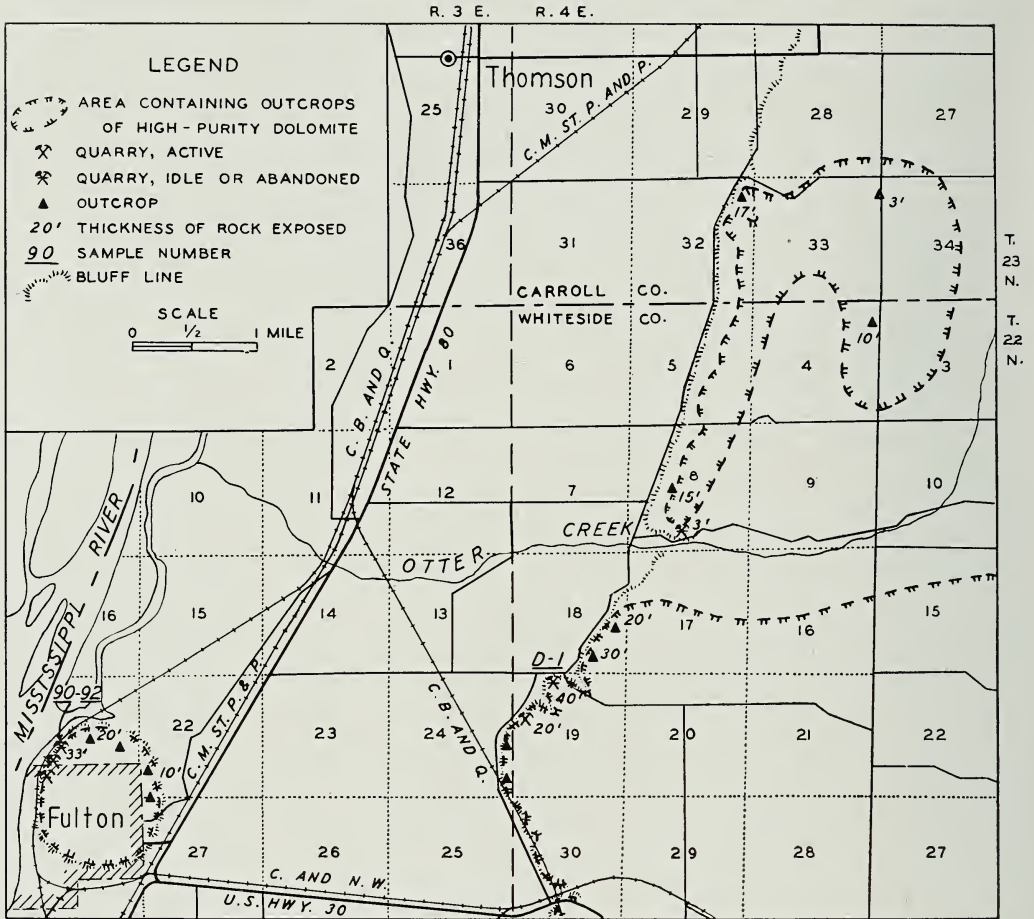 R. 3 E. R. 4 E.
LEGEND
AREA CONTAINING OUTCROPS
OF HIGH-PURITY DOLOMITE
QUARRY, ACTIVE
QUARRY, IDLE OR ABANDONED
OUTCROP
20' THICKNESS OF ROCK EXPOSED
90 SAMPLE NUMBER
BLUFF LINE
SCALE
0 1/2 1 MILE
Thomson
C. M. ST. P. AND P.
25 30 29 28 27
17' 3'
36 31 32 33 34
T. 23 N.
CARROLL CO.
WHITESIDE CO.
T. 22 N.
10'
2 1 6 5 4 3
C. B. AND Q.
STATE HWY. 80
10 11 12 7 8 9 10
15'
3'
OTTER CREEK
MISSISSIPPI RIVER
16 15 14 13 18 17 16 15
20'
30
D-1
40'
20'
90-92
22 23 24 19 20 21 22
C. M. ST. P. & P.
C. B. AND Q.
20'
33'
10'
Fulton
27 26 25 30 29 28 27
C. AND N. W.
U. S. HWY. 30